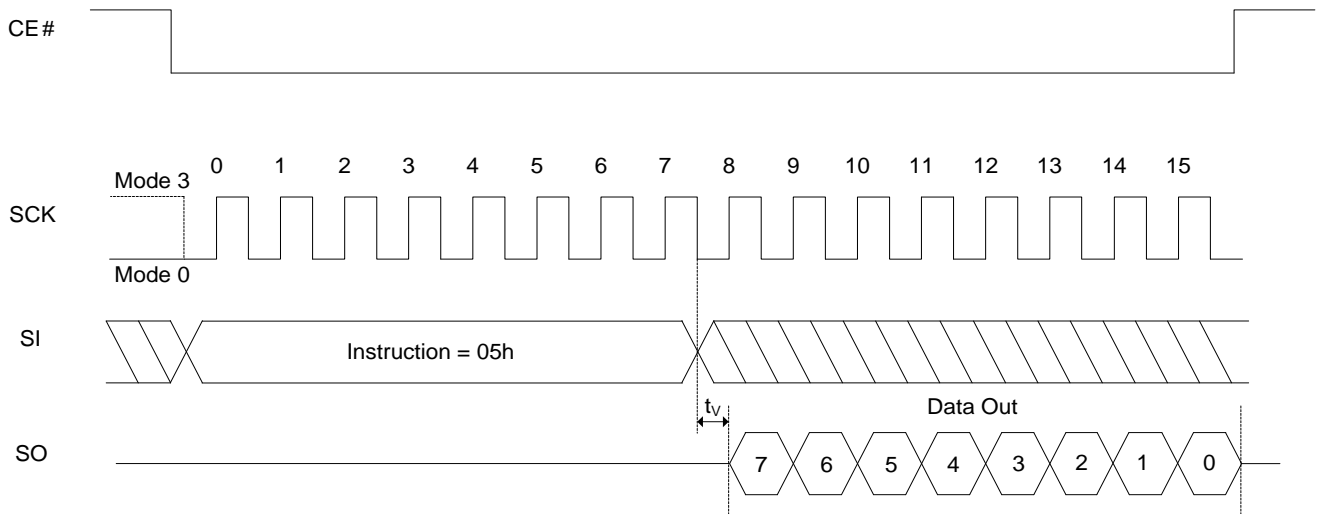 CE#
0 1 2 3 4 5 6 7 8 9 10 11 12 13 14 15
Mode 3
SCK
Mode 0
SI
Instruction = 05h
tV
Data Out
SO
7 6 5 4 3 2 1 0